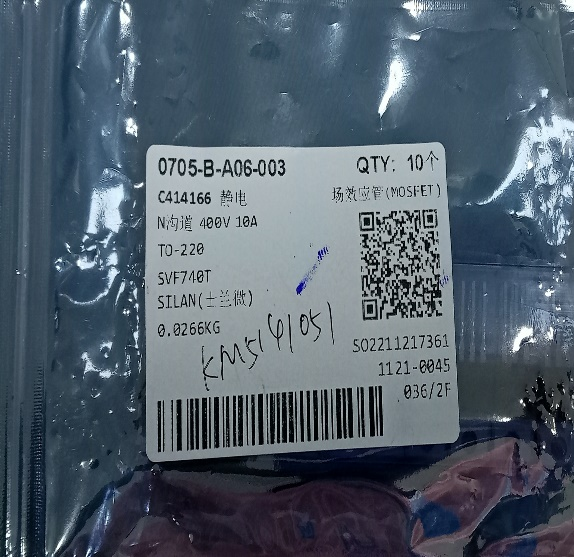 0705-B-A06-003 QTY: 10个
C414166 静电 场效应管(MOSFET)
N沟道 400V 10A
TO-220
SVF740T
SILAN(士兰微)
0.0266KG
SO2211217361
1121-0045
036/2F